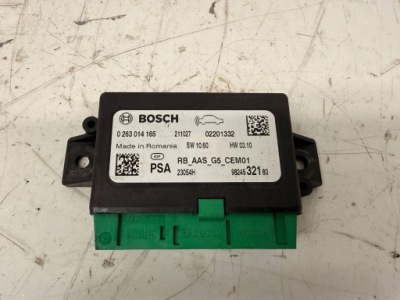 BOSCH
0 263 014 165 211027 02201332
Made in Romania SW 10.60 HW 03.10
PSA RB_AAS_G5_CEM01
23054H 98245 321 80